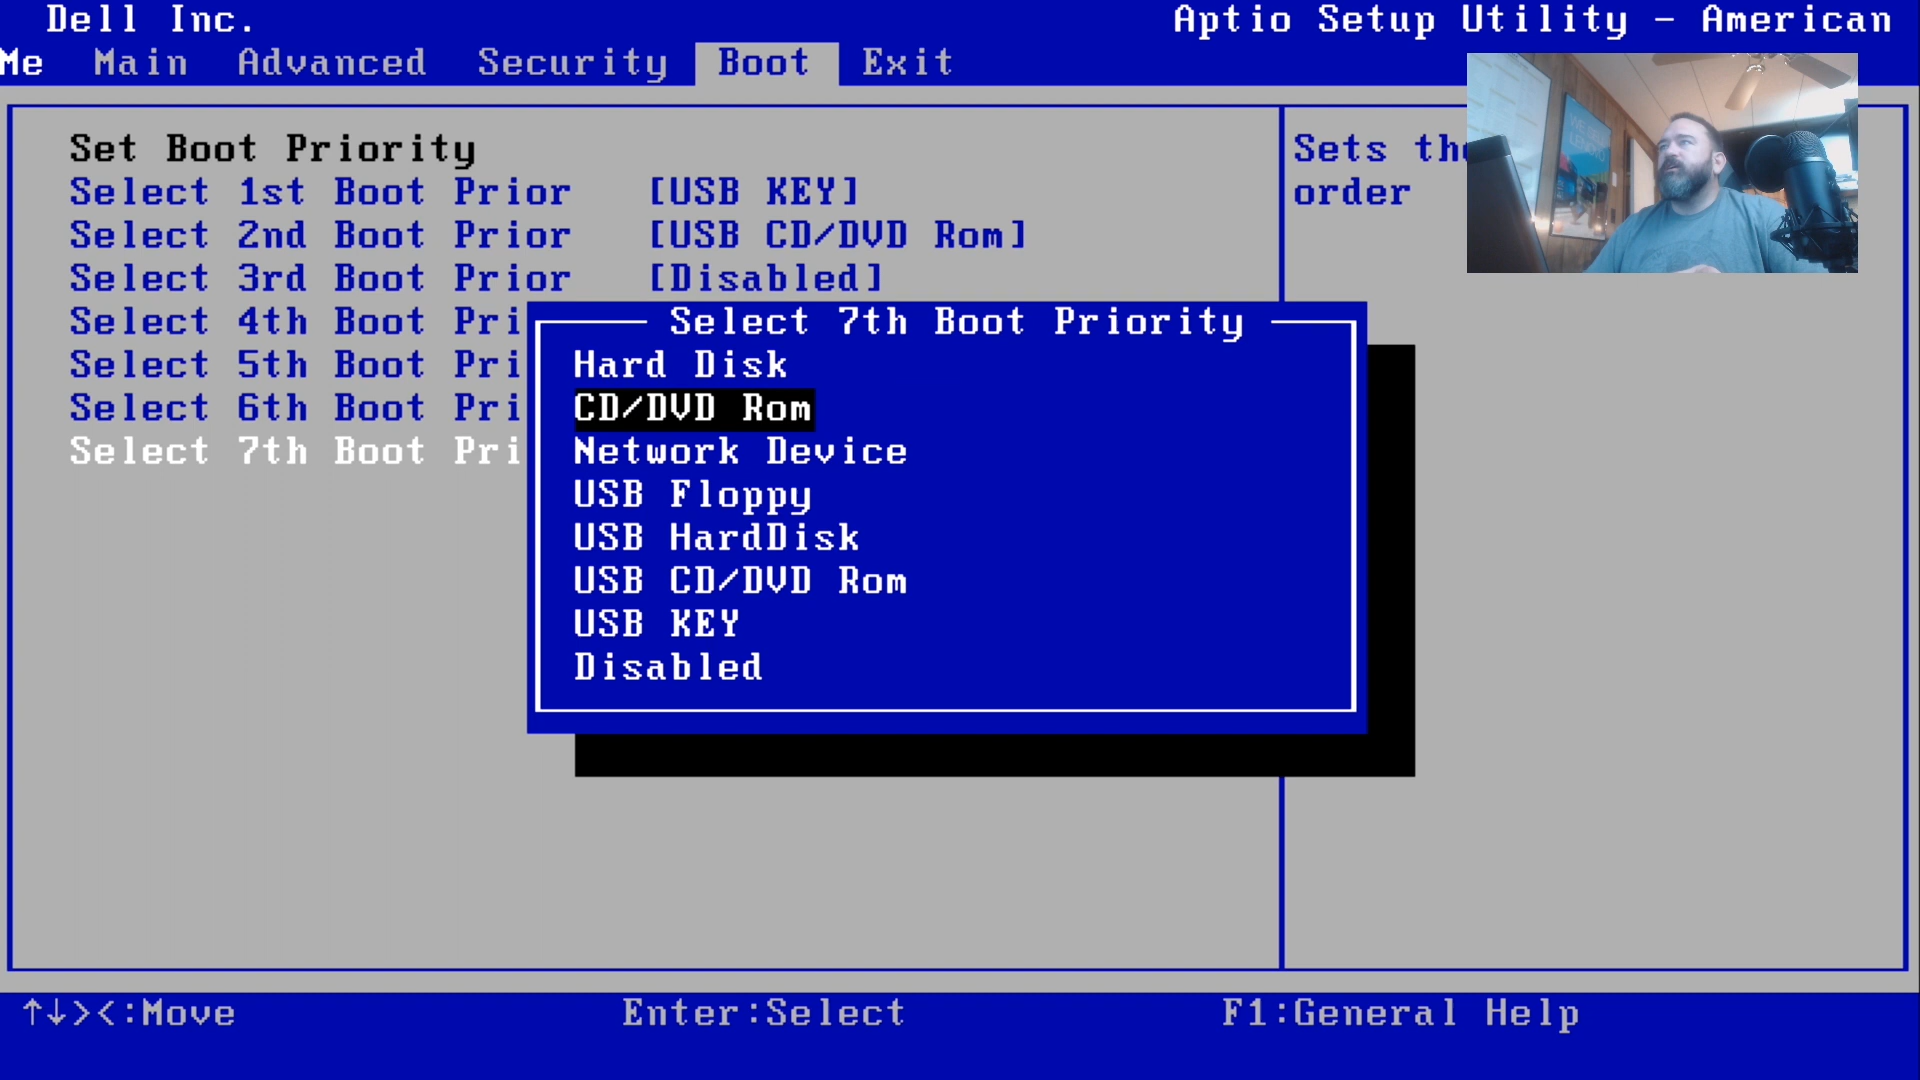 Dell Inc.
Aptio Setup Utility - American
Me Main Advanced Security Boot Exit
Set Boot Priority
Select 1st Boot Prior [USB KEY]
Select 2nd Boot Prior [USB CD/DVD Rom]
Select 3rd Boot Prior [Disabled]
Select 4th Boot Pri
Select 5th Boot Pri
Select 6th Boot Pri
Select 7th Boot Pri
Select 7th Boot Priority
Hard Disk
CD/DVD Rom
Network Device
USB Floppy
USB HardDisk
USB CD/DVD Rom
USB KEY
Disabled
Sets the
order
↑↓><:Move
Enter:Select
F1:General Help